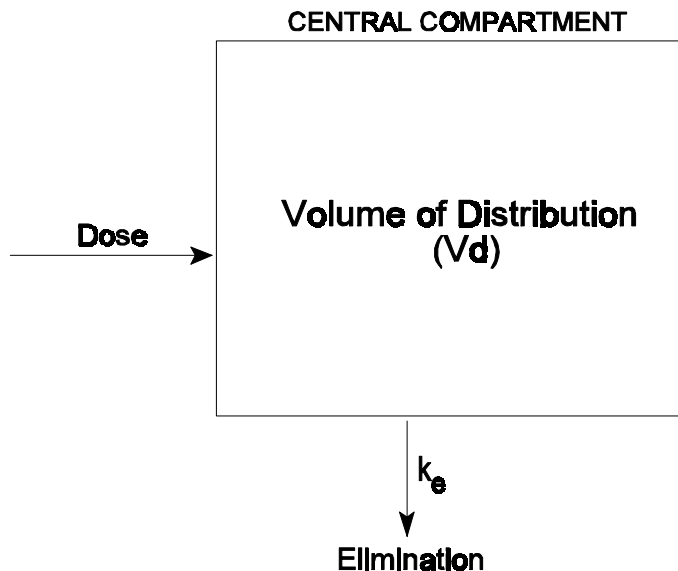 CENTRAL COMPARTMENT
Dose
Volume of Distribution
(Vd)
ke
Elimination